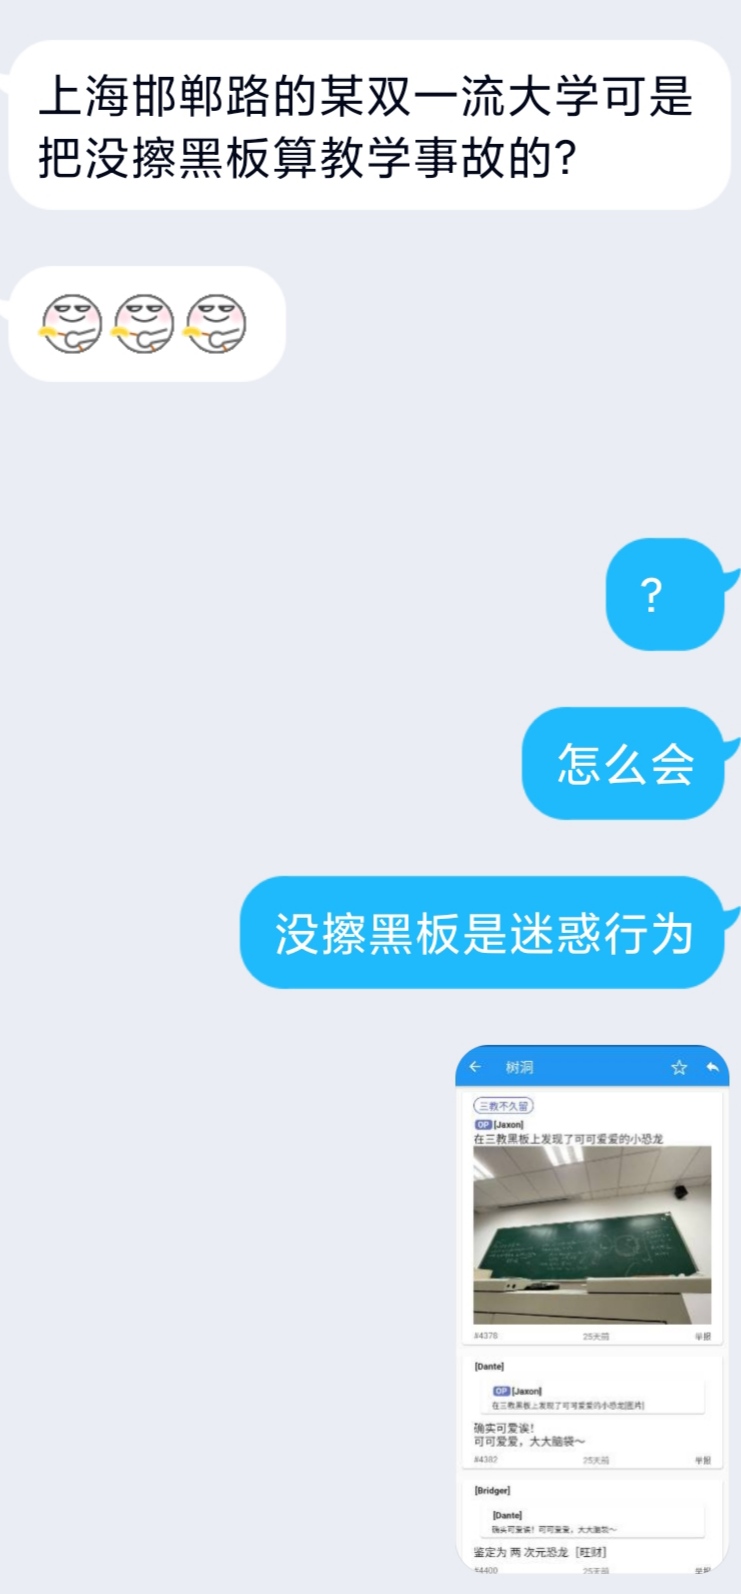 上海邯郸路的某双一流大学可是
把没擦黑板算教学事故的?
?
怎么会
没擦黑板是迷惑行为
树洞
三教不久留
OP [Jaxon]
在三教黑板上发现了可可爱爱的小恐龙
#4378 25天前 举报
[Dante]
OP [Jaxon]
在三教黑板上发现了可可爱爱的小恐龙[图片]
确实可爱诶!
可可爱爱，大大脑袋～
#4382 25天前 举报
[Bridger]
[Dante]
确实可爱诶! 可可爱爱，大大脑袋～
鉴定为 两 次元恐龙 [旺财]
#4400 25天前 举报